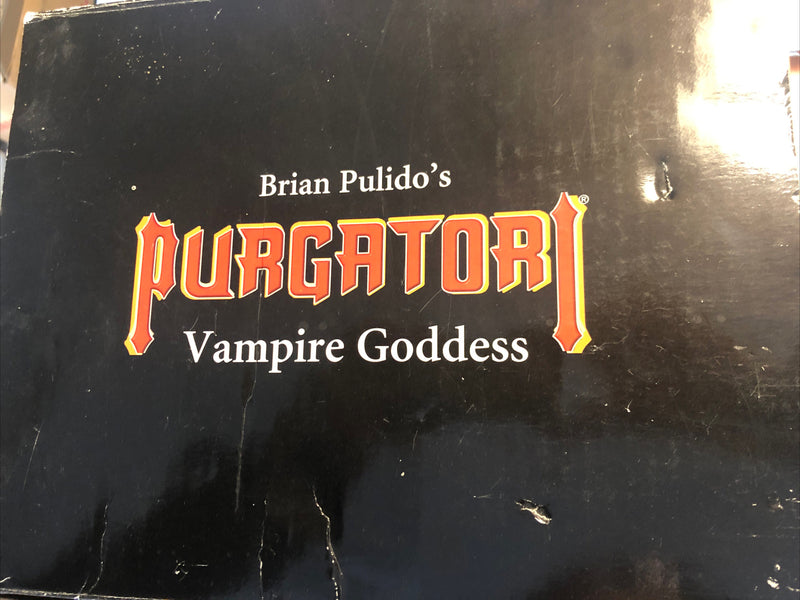 Brian Pulido's
PURGATORI®
Vampire Goddess